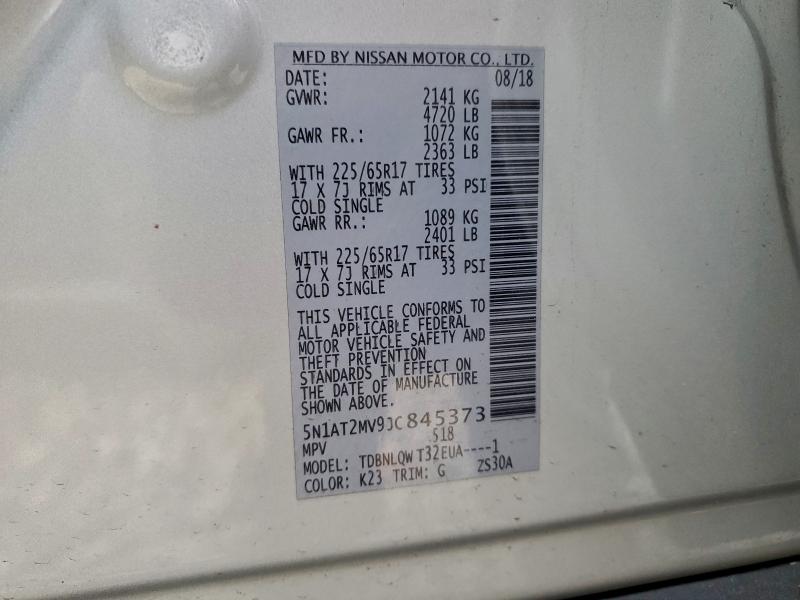 MFD BY NISSAN MOTOR CO., LTD.
DATE: 08/18
GVWR: 2141 KG
4720 LB
GAWR FR.: 1072 KG
2363 LB
WITH 225/65R17 TIRES
17 X 7J RIMS AT 33 PSI
COLD SINGLE
GAWR RR.: 1089 KG
2401 LB
WITH 225/65R17 TIRES
17 X 7J RIMS AT 33 PSI
COLD SINGLE
THIS VEHICLE CONFORMS TO
ALL APPLICABLE FEDERAL
MOTOR VEHICLE SAFETY AND
THEFT PREVENTION
STANDARDS IN EFFECT ON
THE DATE OF MANUFACTURE
SHOWN ABOVE.
5N1AT2MV9JC845373
MPV 518
MODEL: TDBNLQW T32EUA----1
COLOR: K23 TRIM: G ZS30A